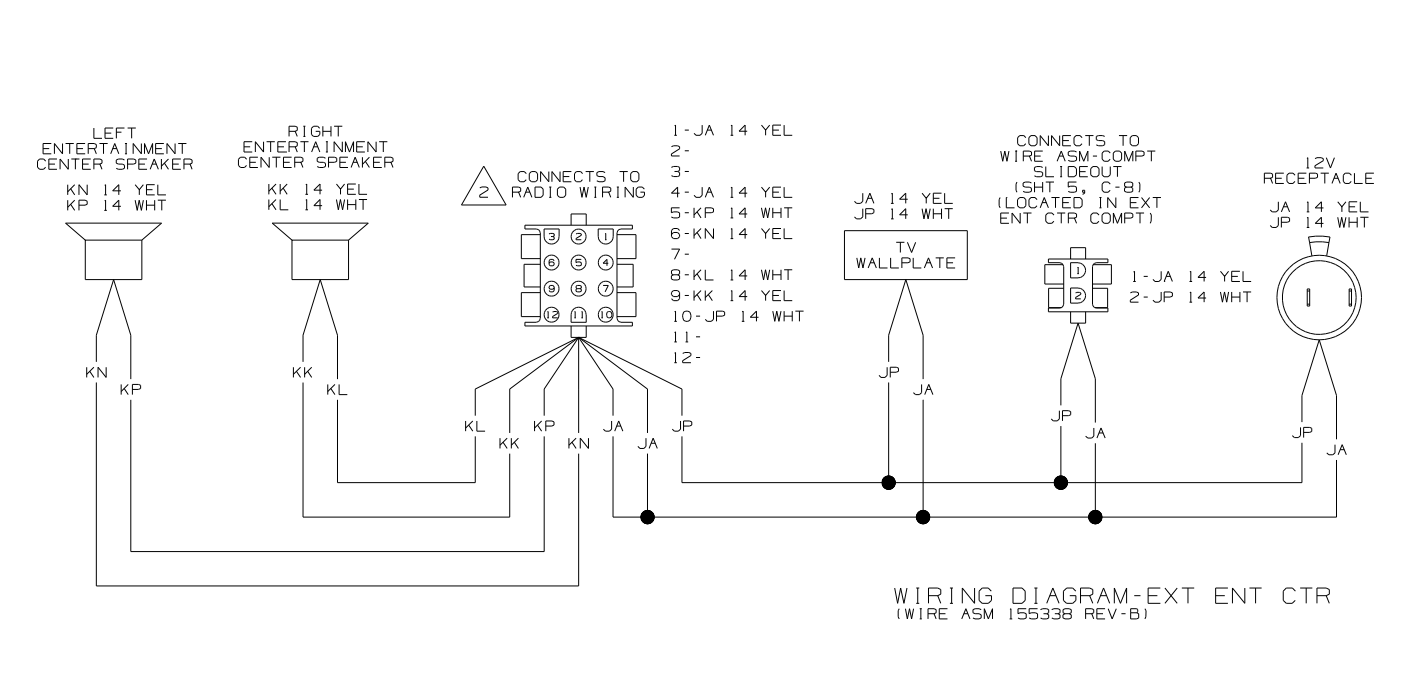 LEFT
ENTERTAINMENT
CENTER SPEAKER
KN 14 YEL
KP 14 WHT
RIGHT
ENTERTAINMENT
CENTER SPEAKER
KK 14 YEL
KL 14 WHT
2
CONNECTS TO
RADIO WIRING
3 2 1
6 5 4
9 8 7
12 11 10
1-JA 14 YEL
2-
3-
4-JA 14 YEL
5-KP 14 WHT
6-KN 14 YEL
7-
8-KL 14 WHT
9-KK 14 YEL
10-JP 14 WHT
11-
12-
JA 14 YEL
JP 14 WHT
TV
WALLPLATE
CONNECTS TO
WIRE ASM-COMPT
SLIDEOUT
(SHT 5, C-8)
(LOCATED IN EXT
ENT CTR COMPT)
1
2
1-JA 14 YEL
2-JP 14 WHT
12V
RECEPTACLE
JA 14 YEL
JP 14 WHT
KN
KP
KK
KL
KL
KK
KP
KN
JA
JA
JP
JP
JA
JP
JA
JP
JA
WIRING DIAGRAM-EXT ENT CTR
(WIRE ASM 155338 REV-B)